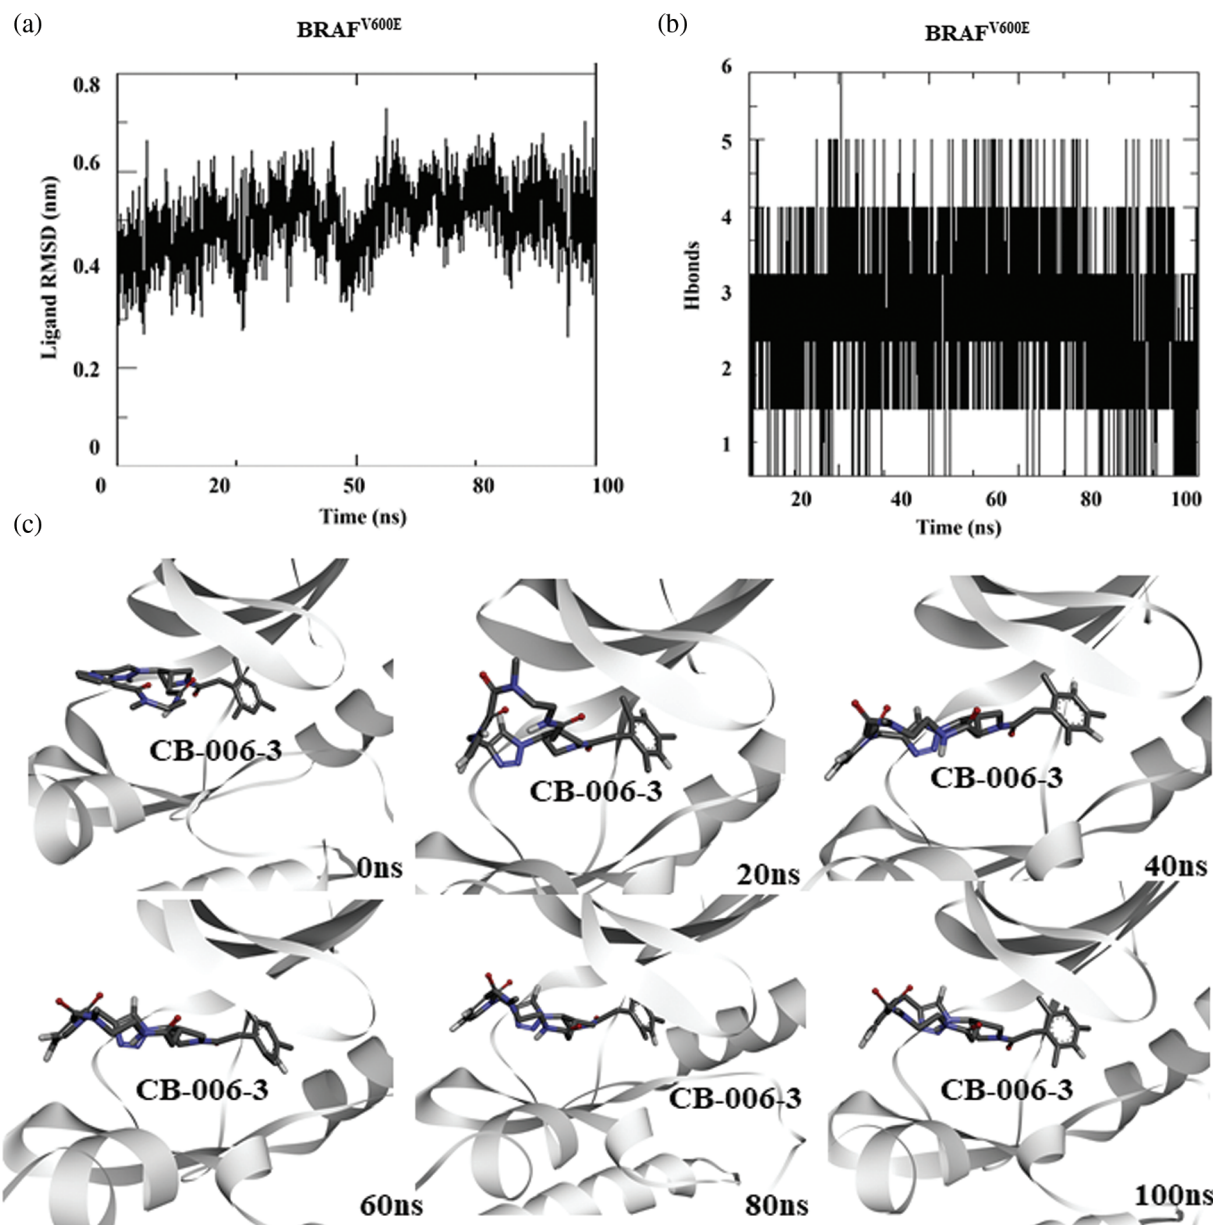 (a)
BRAFV600E
Ligand RMSD (nm)
0.8
0.6
0.4
0.2
0
0 20 50 80 100
Time (ns)
(b)
BRAFV600E
Hbonds
6
5
4
3
2
1
20 40 60 80 100
Time (ns)
(c)
CB-006-3
0ns
CB-006-3
20ns
CB-006-3
40ns
CB-006-3
60ns
CB-006-3
80ns
CB-006-3
100ns